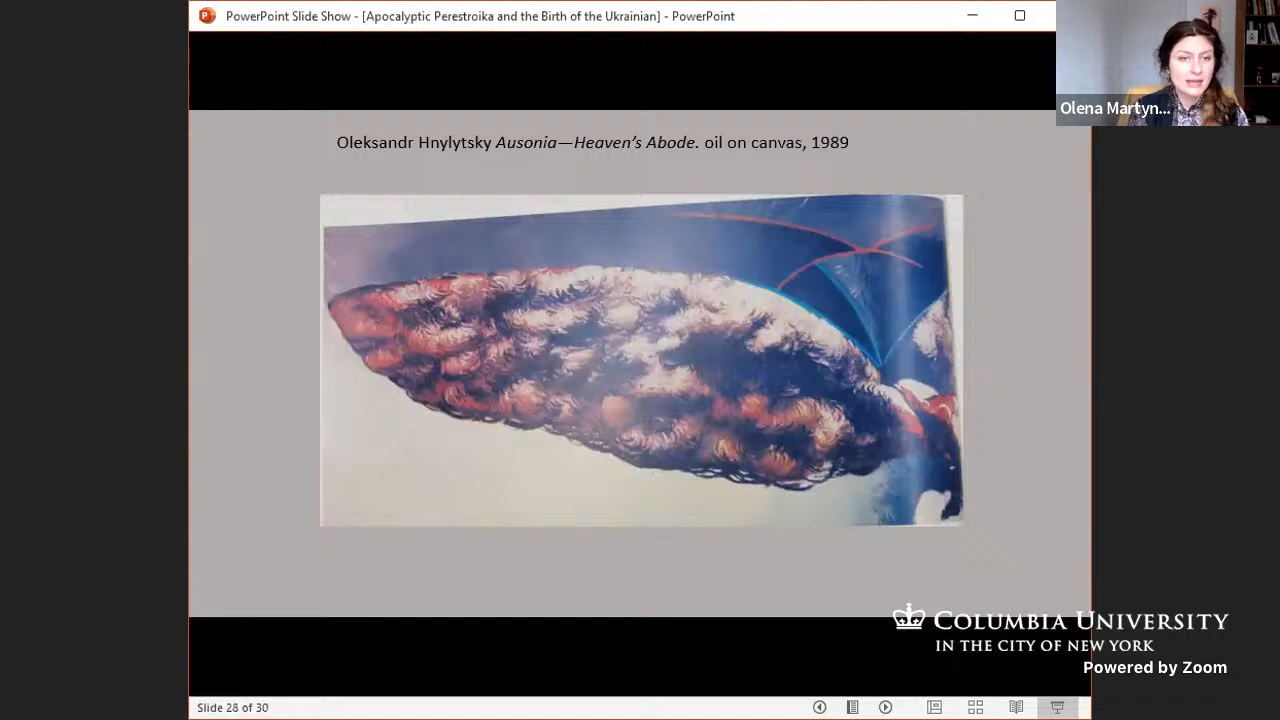 PowerPoint Slide Show - [Apocalyptic Perestroika and the Birth of the Ukrainian] - PowerPoint
Olena Martyn...
Oleksandr Hnylytsky Ausonia—Heaven's Abode. oil on canvas, 1989
COLUMBIA UNIVERSITY
IN THE CITY OF NEW YORK
Powered by Zoom
Slide 28 of 30